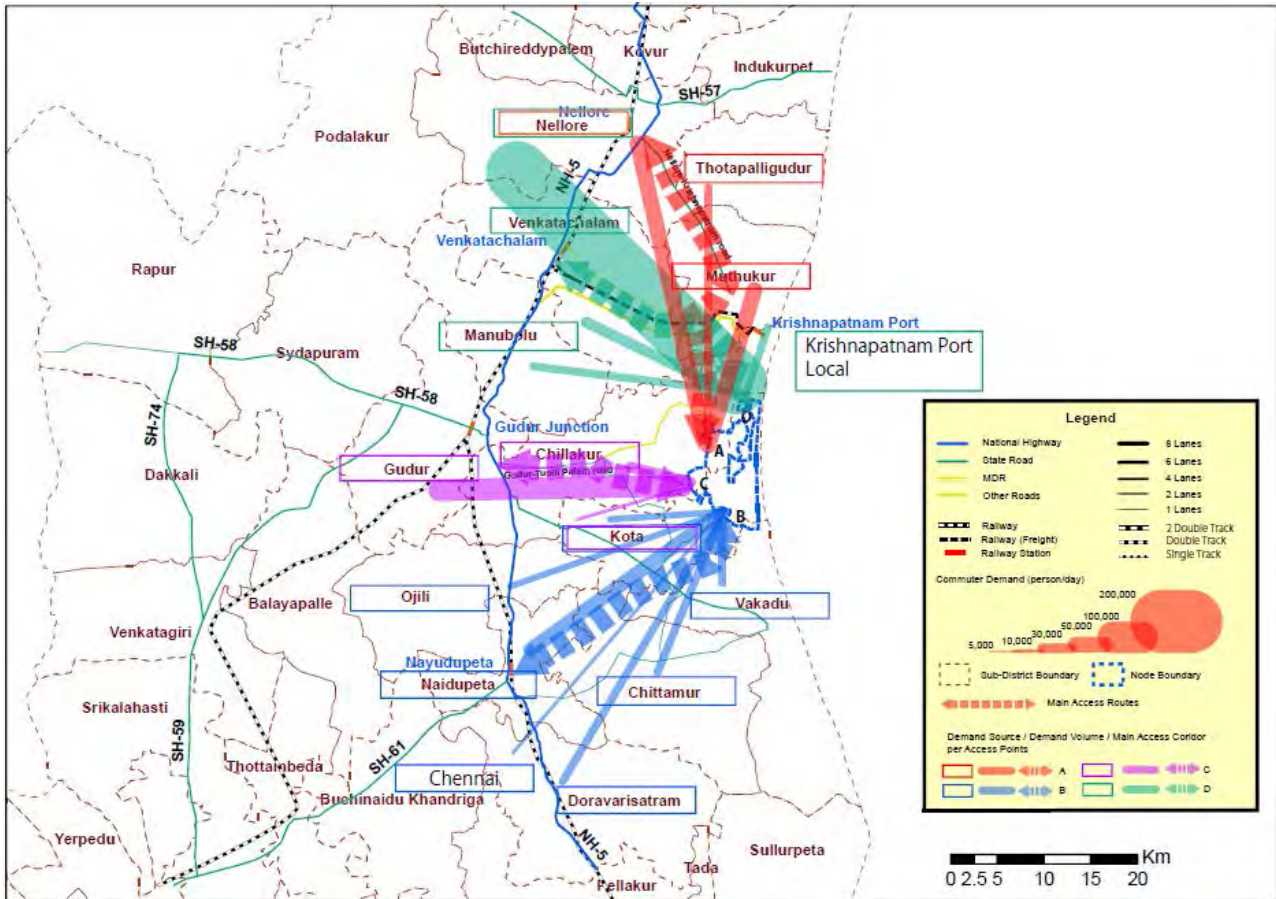 Butchireddypalem
Kovur
Indukurpet
SH-57
Nellore
Nellore
Podalakur
Thotapalligudur
NH-5
Venkatachalam
Venkatachalam
Rapur
Muthukur
Krishnapatnam Port
Krishnapatnam Port
Local
Manubolu
SH-58
Sydapuram
SH-58
SH-74
Gudur Junction
Chillakur
Gudur
Dakkali
A
C
D
B
Kota
Ojili
Balayapalle
Vakadu
Venkatagiri
Nayudupeta
Naidupeta
Chittamur
Srikalahasti
SH-59
SH-61
Thottambeda
Chennai
Buchinaidu Khandriga
Doravarisatram
Yerpedu
NH-5
Tada
Sullurpeta
Pellakur
Legend
National Highway
State Road
MDR
Other Roads
8 Lanes
6 Lanes
4 Lanes
2 Lanes
1 Lanes
Railway
Railway (Freight)
Railway Station
2 Double Track
Double Track
Single Track
Commuter Demand (person/day)
5,000
10,000
30,000
50,000
100,000
200,000
Sub-District Boundary
Node Boundary
Main Access Routes
Demand Source / Demand Volume / Main Access Coridor
per Access Points
A
C
B
D
Km
0 2.5 5 10 15 20